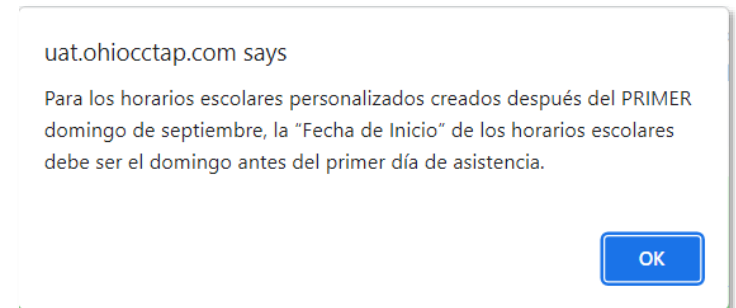 uat.ohiocctap.com says
Para los horarios escolares personalizados creados después del PRIMER
domingo de septiembre, la “Fecha de Inicio” de los horarios escolares
debe ser el domingo antes del primer día de asistencia.
OK